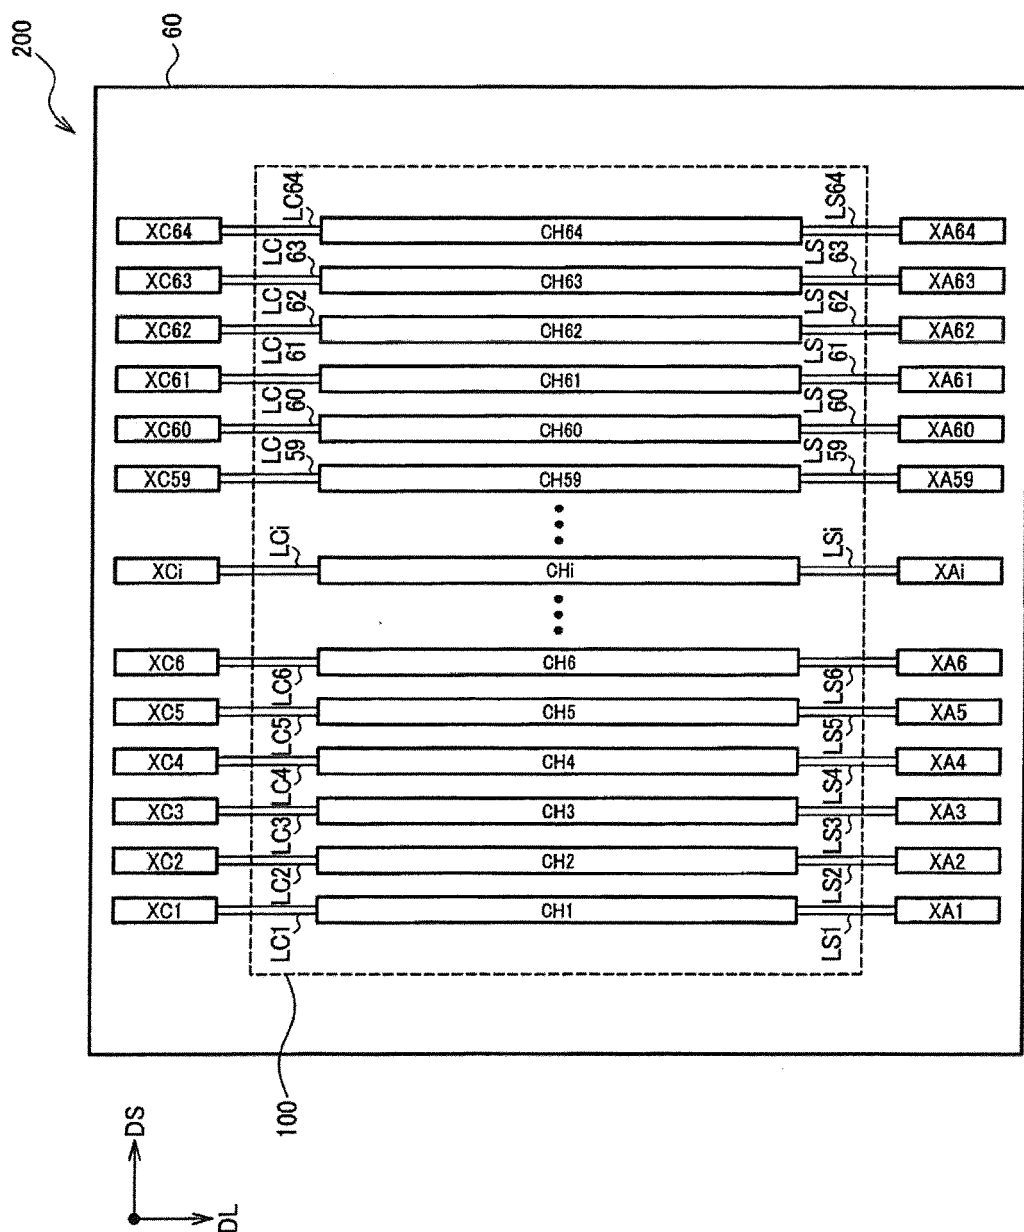 200
60
XC64
LC64
CH64
LS64
XA64
XC63
LC
63
CH63
LS
63
XA63
XC62
LC
62
CH62
LS
62
XA62
XC61
LC
61
CH61
LS
61
XA61
XC60
LC
60
CH60
LS
60
XA60
XC59
LC
59
CH59
LS
59
XA59
XCi
LCi
CHi
LSi
XAi
XC6
LC6
CH6
LS6
XA6
XC5
LC5
CH5
LS5
XA5
XC4
LC4
CH4
LS4
XA4
XC3
LC3
CH3
LS3
XA3
XC2
LC2
CH2
LS2
XA2
XC1
LC1
CH1
LS1
XA1
100
DS
DL